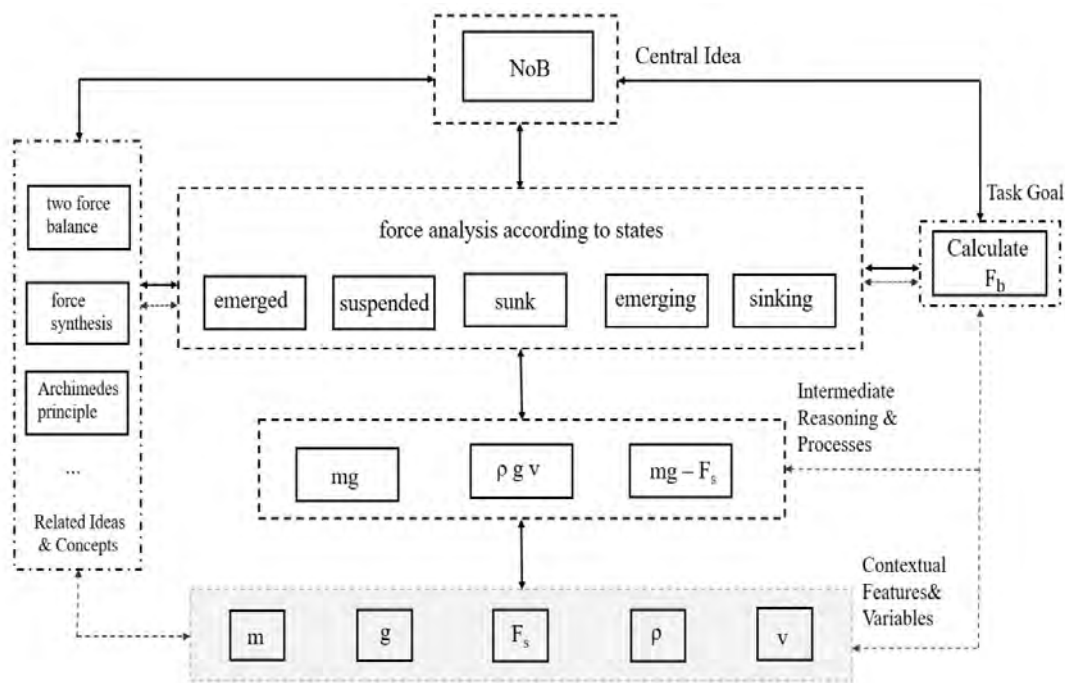 NoB
Central Idea
two force
balance
force
synthesis
Archimedes
principle
...
Related Ideas
& Concepts
force analysis according to states
emerged
suspended
sunk
emerging
sinking
Task Goal
Calculate
F_b
mg
ρ g v
mg – F_s
Intermediate
Reasoning &
Processes
m
g
F_s
ρ
v
Contextual
Features&
Variables